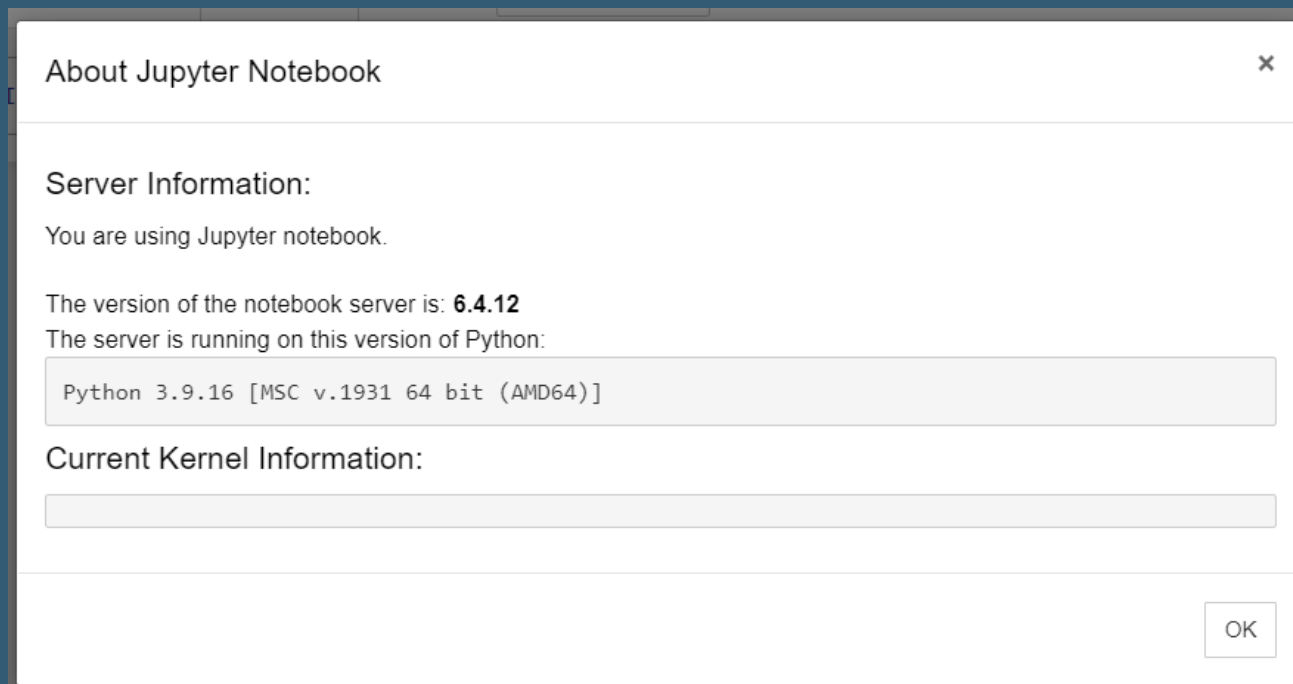 About Jupyter Notebook
×
Server Information:
You are using Jupyter notebook.
The version of the notebook server is: 6.4.12
The server is running on this version of Python:
Python 3.9.16 [MSC v.1931 64 bit (AMD64)]
Current Kernel Information:
OK